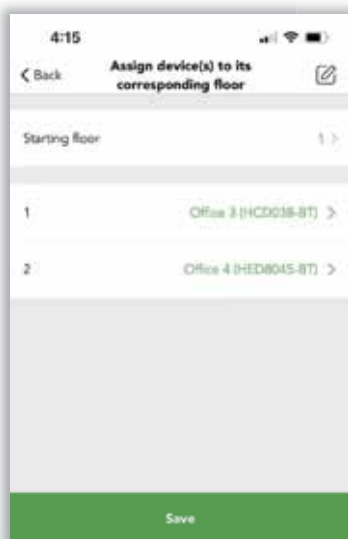 4:15
Back
Assign device(s) to its
corresponding floor
Starting floor 1
1 Office 3 (HCD038-BT)
2 Office 4 (HED8045-BT)
Save